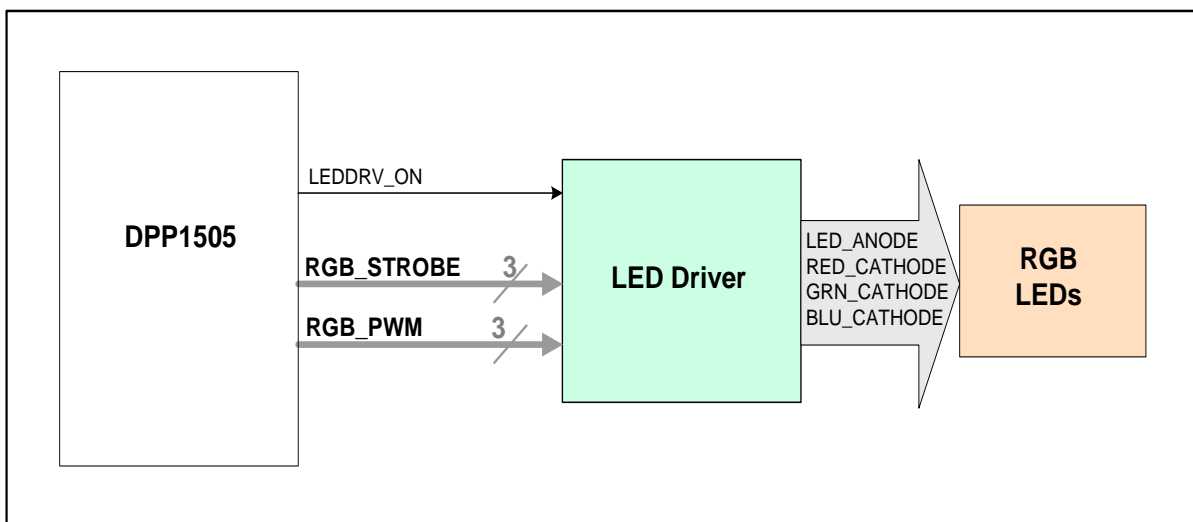 DPP1505
LEDDRV_ON
RGB_STROBE
3
RGB_PWM
3
LED Driver
LED_ANODE
RED_CATHODE
GRN_CATHODE
BLU_CATHODE
RGB
LEDs